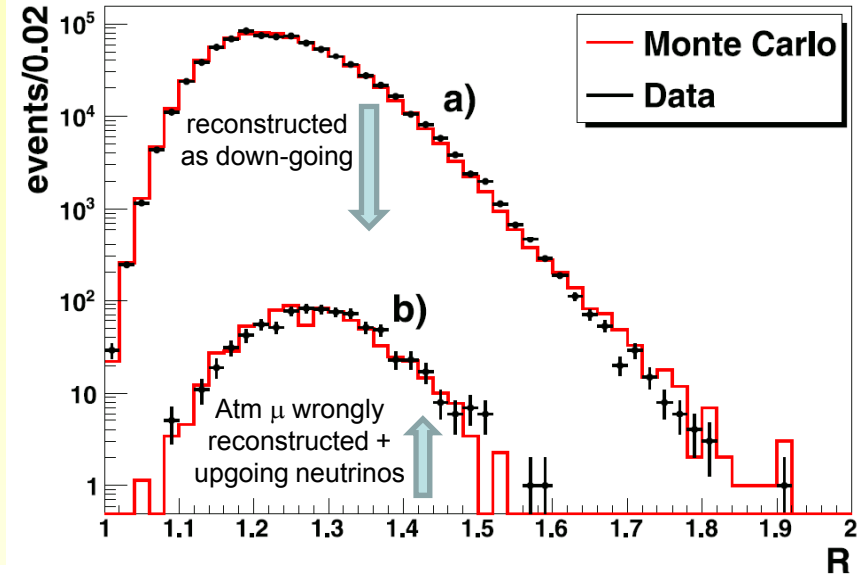 events/0.02
10⁵
10⁴
10³
10²
10
1
Monte Carlo
Data
a)
reconstructed
as down-going
b)
Atm μ wrongly
reconstructed +
upgoing neutrinos
1 1.1 1.2 1.3 1.4 1.5 1.6 1.7 1.8 1.9 2
R